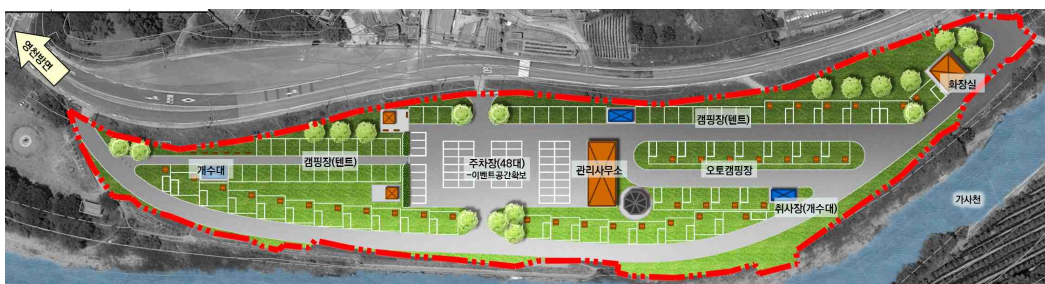 영천방면
화장실
캠핑장(텐트)
캠핑장(텐트)
개수대
주차장(48대)
-이벤트공간확보
관리사무소
오토캠핑장
취사장(개수대)
가사천